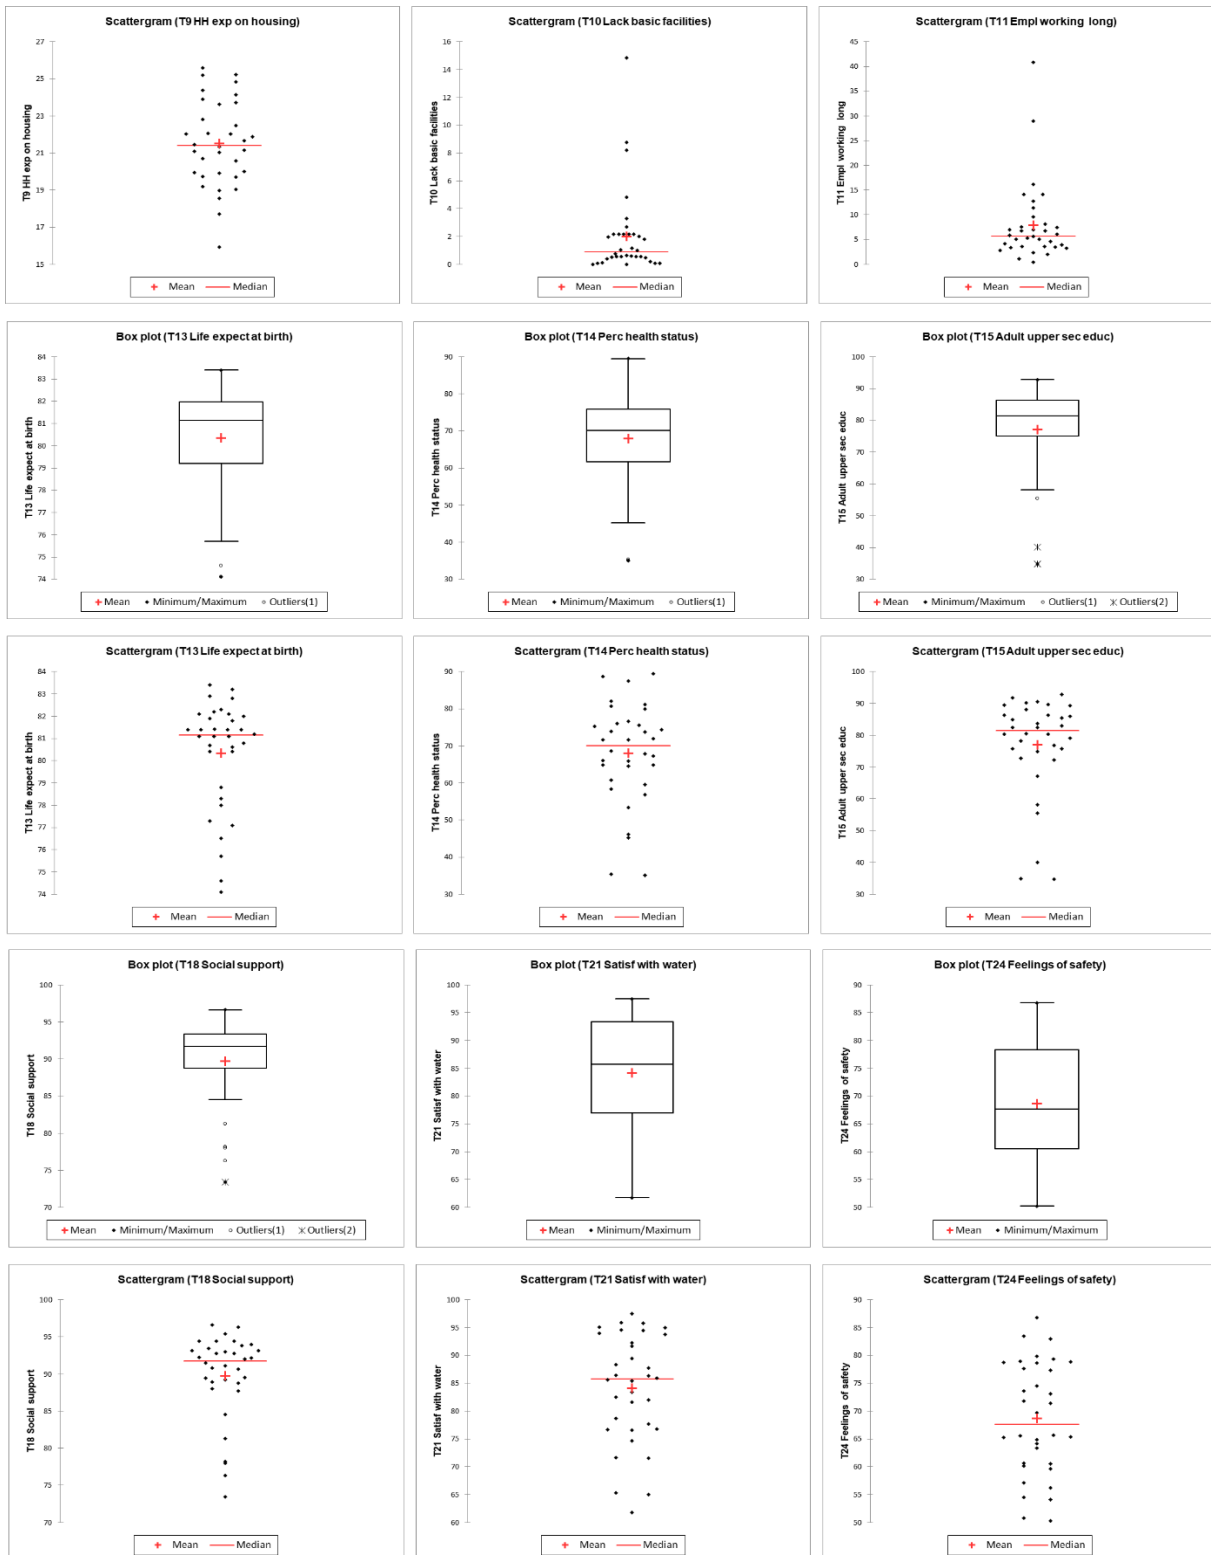 Scattergram (T9 HH exp on housing)
T9 HH exp on housing
27
25
23
21
19
17
15
Mean Median
Scattergram (T10 Lack basic facilities)
T10 Lack basic facilities
16
14
12
10
8
6
4
2
0
Mean Median
Scattergram (T11 Empl working long)
T11 Empl working long
45
40
35
30
25
20
15
10
5
0
Mean Median
Box plot (T13 Life expect at birth)
T13 Life expect at birth
84
83
82
81
80
79
78
77
76
75
74
Mean Minimum/Maximum Outliers(1)
Box plot (T14 Perc health status)
T14 Perc health status
90
80
70
60
50
40
30
Mean Minimum/Maximum Outliers(1)
Box plot (T15 Adult upper sec educ)
T15 Adult upper sec educ
100
90
80
70
60
50
40
30
Mean Minimum/Maximum Outliers(1) Outliers(2)
Scattergram (T13 Life expect at birth)
T13 Life expect at birth
84
83
82
81
80
79
78
77
76
75
74
Mean Median
Scattergram (T14 Perc health status)
T14 Perc health status
90
80
70
60
50
40
30
Mean Median
Scattergram (T15 Adult upper sec educ)
T15 Adult upper sec educ
100
90
80
70
60
50
40
30
Mean Median
Box plot (T18 Social support)
T18 Social support
100
95
90
85
80
75
70
Mean Minimum/Maximum Outliers(1) Outliers(2)
Box plot (T21 Satisf with water)
T21 Satisf with water
100
95
90
85
80
75
70
65
60
Mean Minimum/Maximum
Box plot (T24 Feelings of safety)
T24 Feelings of safety
90
85
80
75
70
65
60
55
50
Mean Minimum/Maximum
Scattergram (T18 Social support)
T18 Social support
100
95
90
85
80
75
70
Mean Median
Scattergram (T21 Satisf with water)
T21 Satisf with water
100
95
90
85
80
75
70
65
60
Mean Median
Scattergram (T24 Feelings of safety)
T24 Feelings of safety
90
85
80
75
70
65
60
55
50
Mean Median